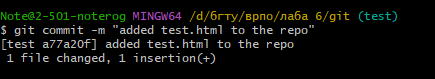 Note@2-501-noterog MINGW64 /d/бгту/врпо/лаба 6/git (test)
$ git commit -m "added test.html to the repo"
[test a77a20f] added test.html to the repo
 1 file changed, 1 insertion(+)